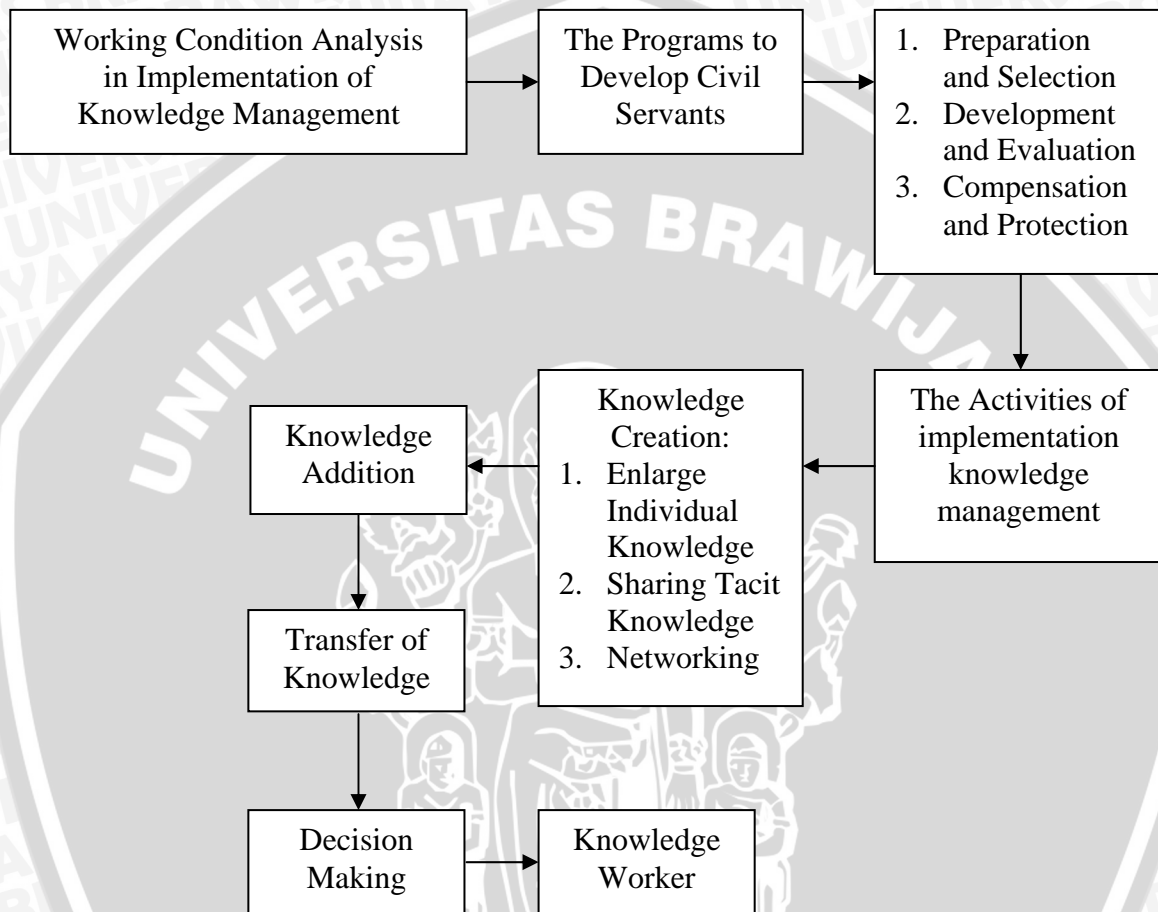 Working Condition Analysis
in Implementation of
Knowledge Management
The Programs to
Develop Civil
Servants
1. Preparation
and Selection
2. Development
and Evaluation
3. Compensation
and Protection
The Activities of
implementation
knowledge
management
Knowledge
Creation:
1. Enlarge
Individual
Knowledge
2. Sharing Tacit
Knowledge
3. Networking
Knowledge
Addition
Transfer of
Knowledge
Decision
Making
Knowledge
Worker
UNIVERSITAS BRAWIJA